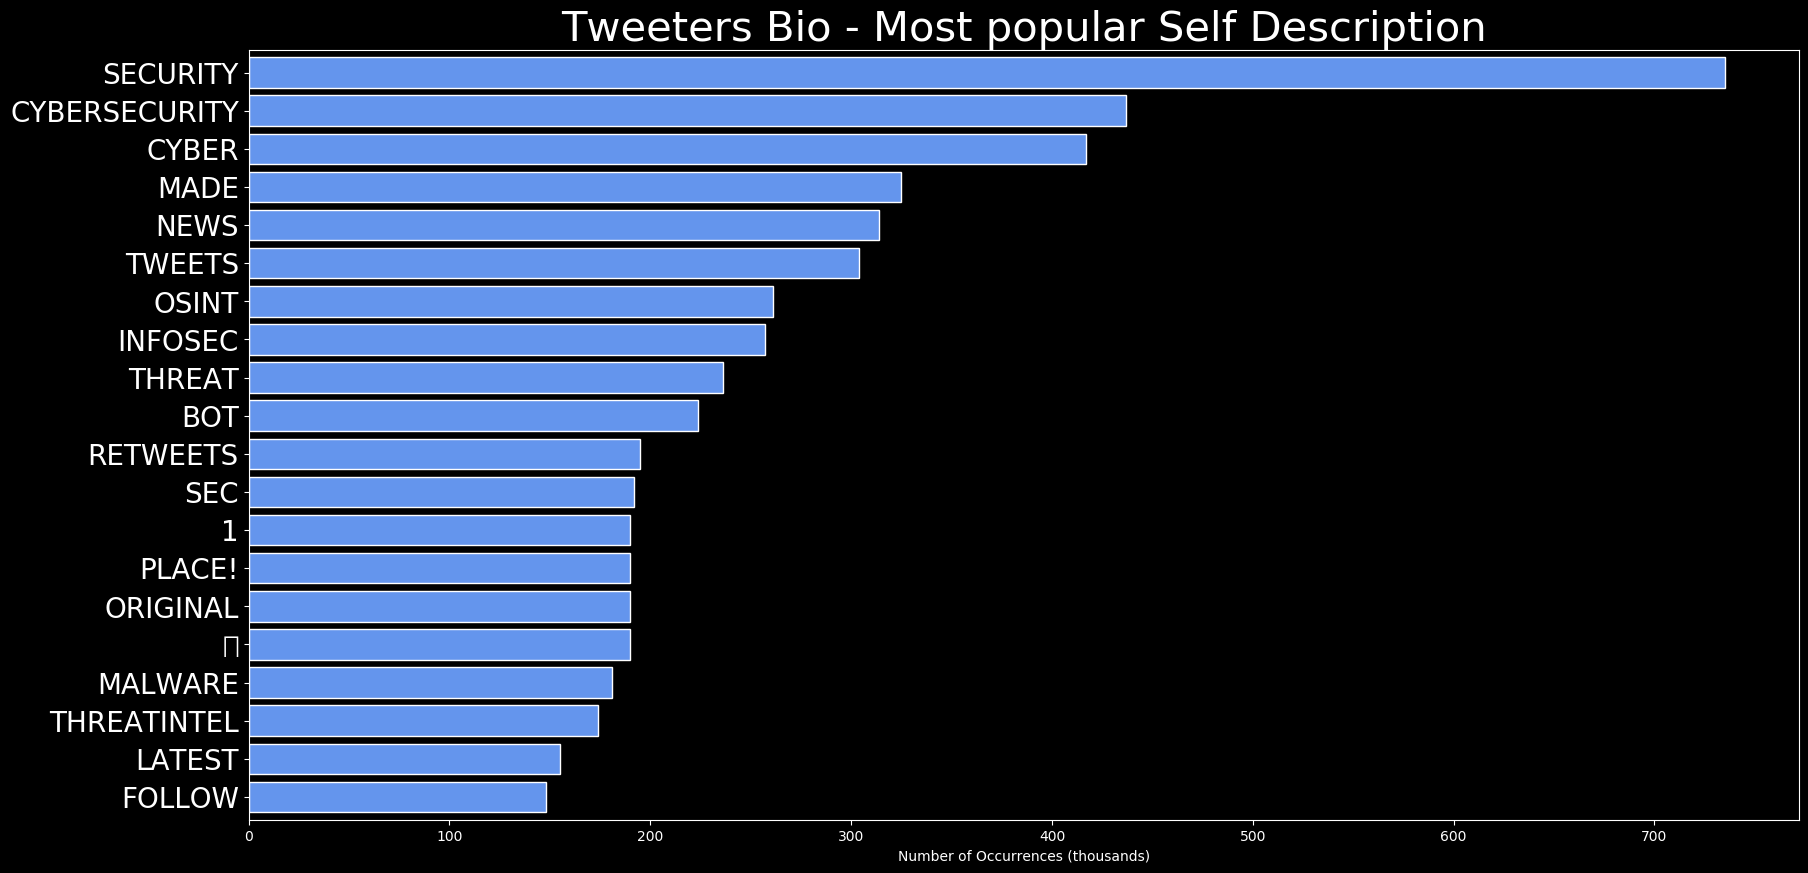 Tweeters Bio - Most popular Self Description
SECURITY
CYBERSECURITY
CYBER
MADE
NEWS
TWEETS
OSINT
INFOSEC
THREAT
BOT
RETWEETS
SEC
1
PLACE!
ORIGINAL
MALWARE
THREATINTEL
LATEST
FOLLOW
0 100 200 300 400 500 600 700
Number of Occurrences (thousands)